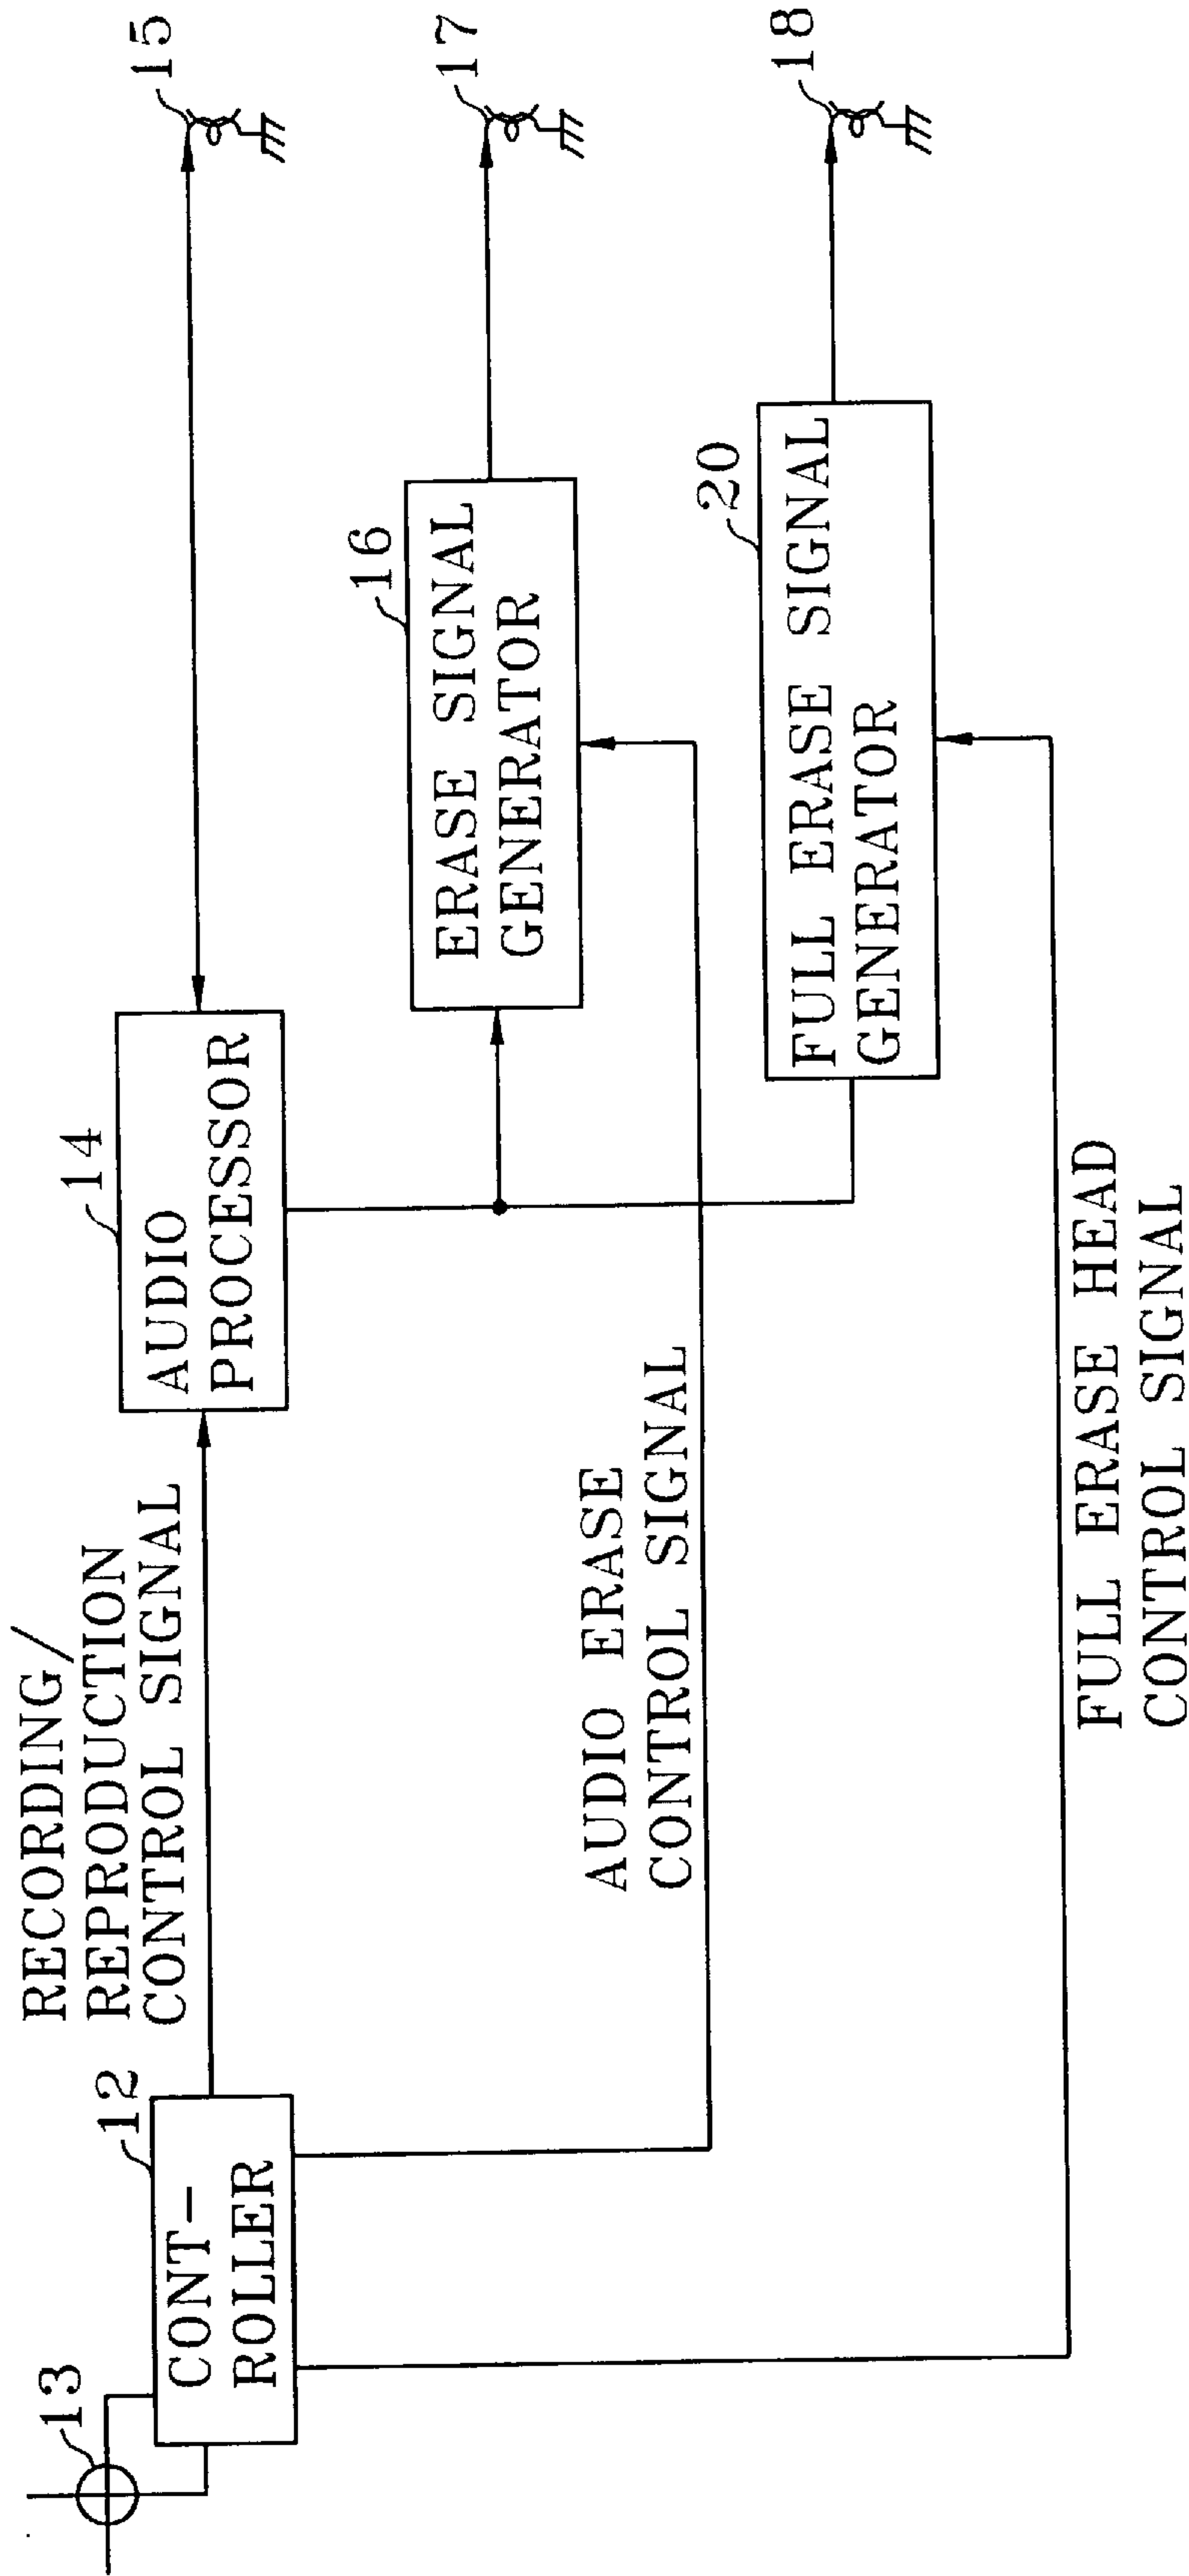 13
12
CONT-
ROLLER
RECORDING/
REPRODUCTION
CONTROL SIGNAL
14
AUDIO
PROCESSOR
15
16
ERASE SIGNAL
GENERATOR
17
AUDIO ERASE
CONTROL SIGNAL
20
FULL ERASE SIGNAL
GENERATOR
18
FULL ERASE HEAD
CONTROL SIGNAL